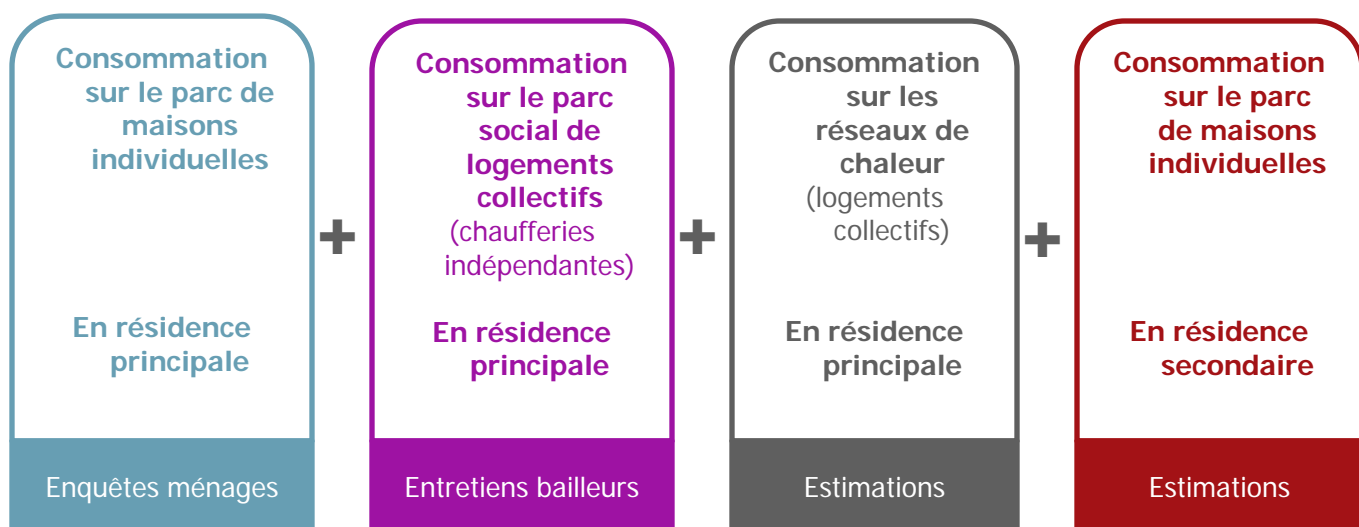 Consommation
sur le parc de
maisons
individuelles
En résidence
principale
Enquêtes ménages
+
Consommation
sur le parc
social de
logements
collectifs
(chaufferies
indépendantes)
En résidence
principale
Entretiens bailleurs
+
Consommation
sur les
réseaux de
chaleur
(logements
collectifs)
En résidence
principale
Estimations
+
Consommation
sur le parc
de maisons
individuelles
En résidence
secondaire
Estimations